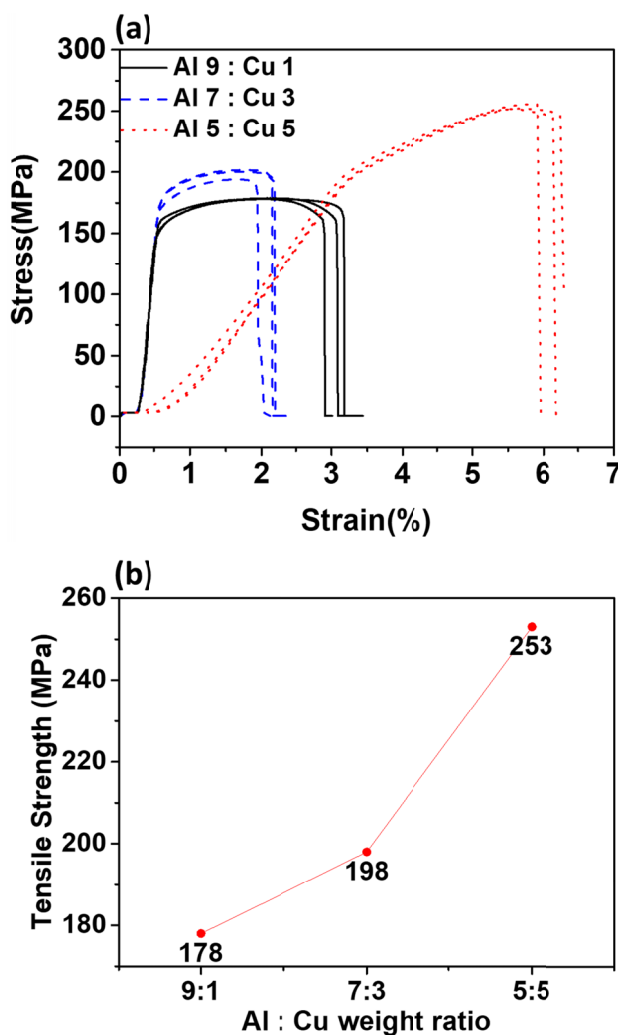 (a)
300
250
200
150
100
50
0
Stress(MPa)
Al 9 : Cu 1
Al 7 : Cu 3
Al 5 : Cu 5
0 1 2 3 4 5 6 7
Strain(%)
(b)
260
240
220
200
180
Tensile Strength (MPa)
253
198
178
9:1 7:3 5:5
Al : Cu weight ratio